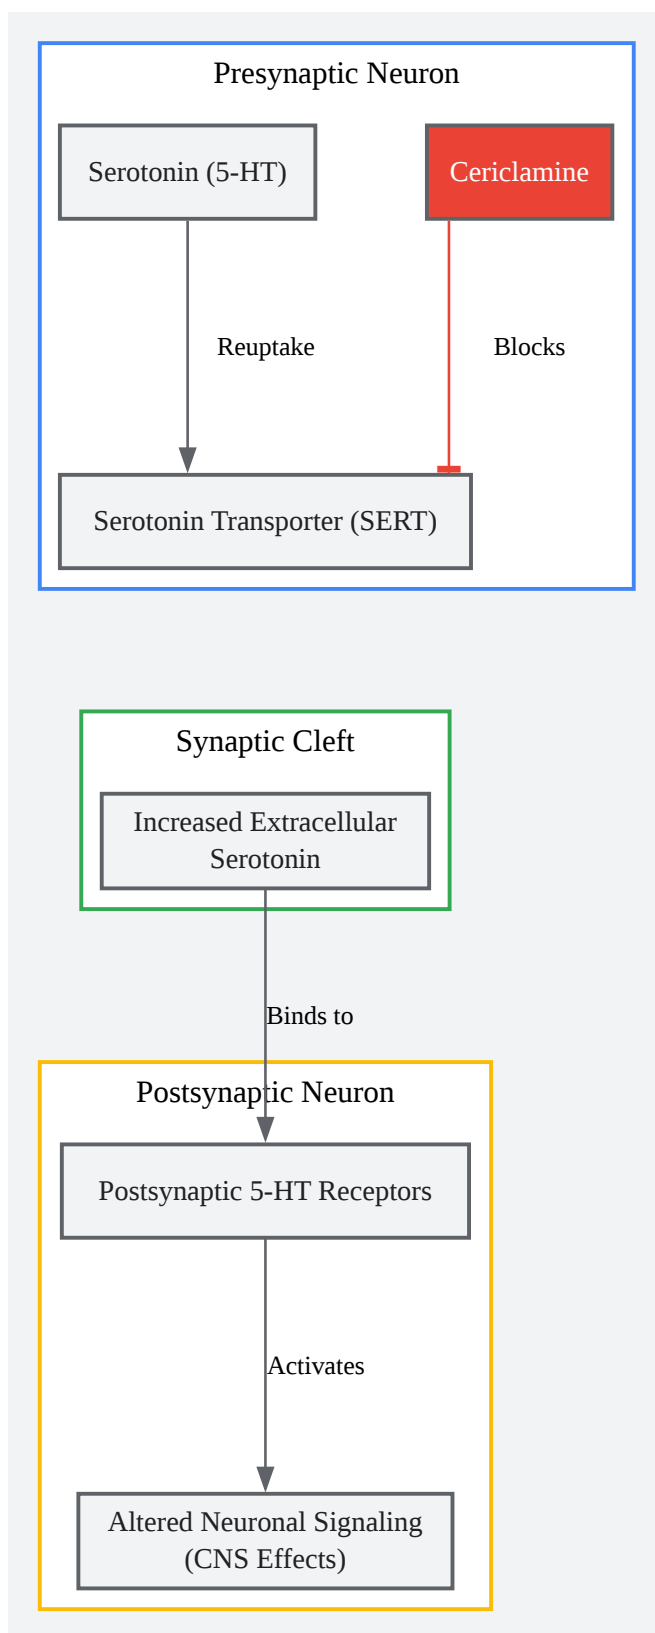 Presynaptic Neuron
Serotonin (5-HT)
Cericlamine
Reuptake
Blocks
Serotonin Transporter (SERT)
Synaptic Cleft
Increased Extracellular
Serotonin
Binds to
Postsynaptic Neuron
Postsynaptic 5-HT Receptors
Activates
Altered Neuronal Signaling
(CNS Effects)